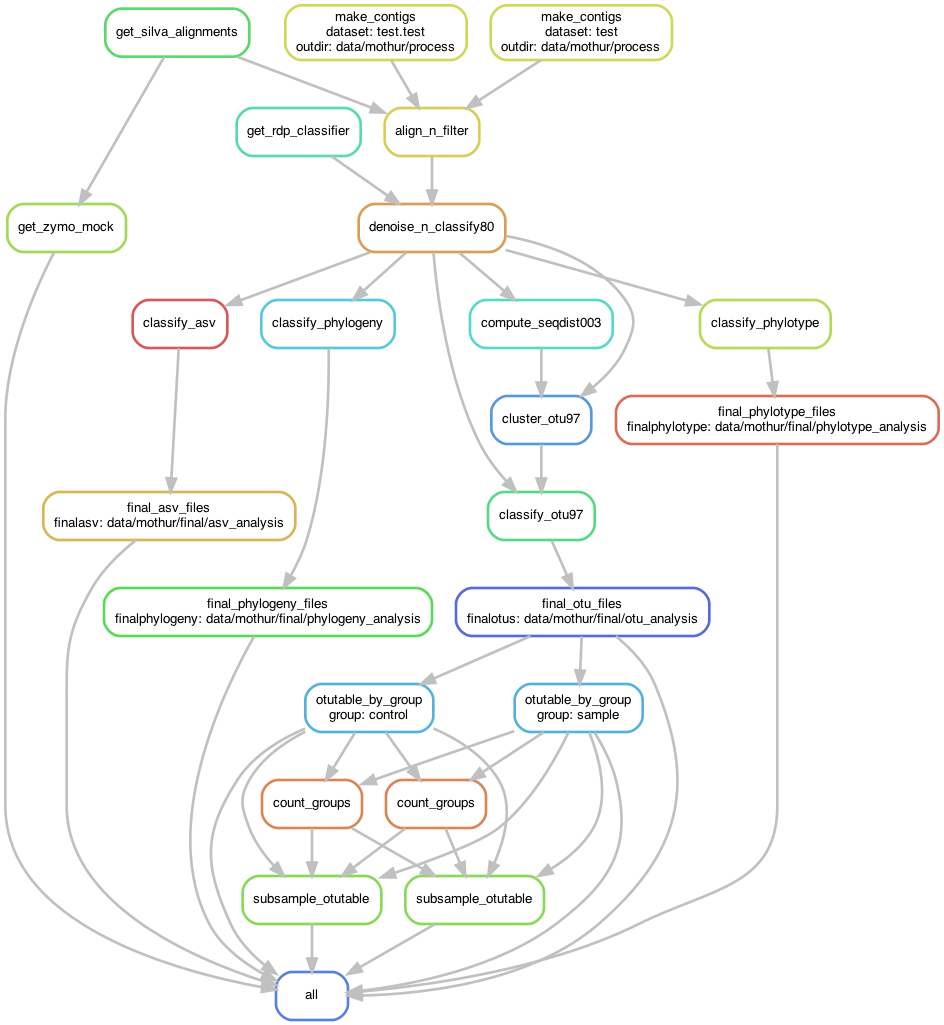 get_silva_alignments
make_contigs
dataset: test.test
outdir: data/mothur/process
make_contigs
dataset: test
outdir: data/mothur/process
get_rdp_classifier
align_n_filter
get_zymo_mock
denoise_n_classify80
classify_asv
classify_phylogeny
compute_seqdist003
classify_phylotype
cluster_otu97
final_phylotype_files
finalphylotype: data/mothur/final/phylotype_analysis
final_asv_files
finalasv: data/mothur/final/asv_analysis
classify_otu97
final_phylogeny_files
finalphylogeny: data/mothur/final/phylogeny_analysis
final_otu_files
finalotus: data/mothur/final/otu_analysis
otutable_by_group
group: control
otutable_by_group
group: sample
count_groups
count_groups
subsample_otutable
subsample_otutable
all